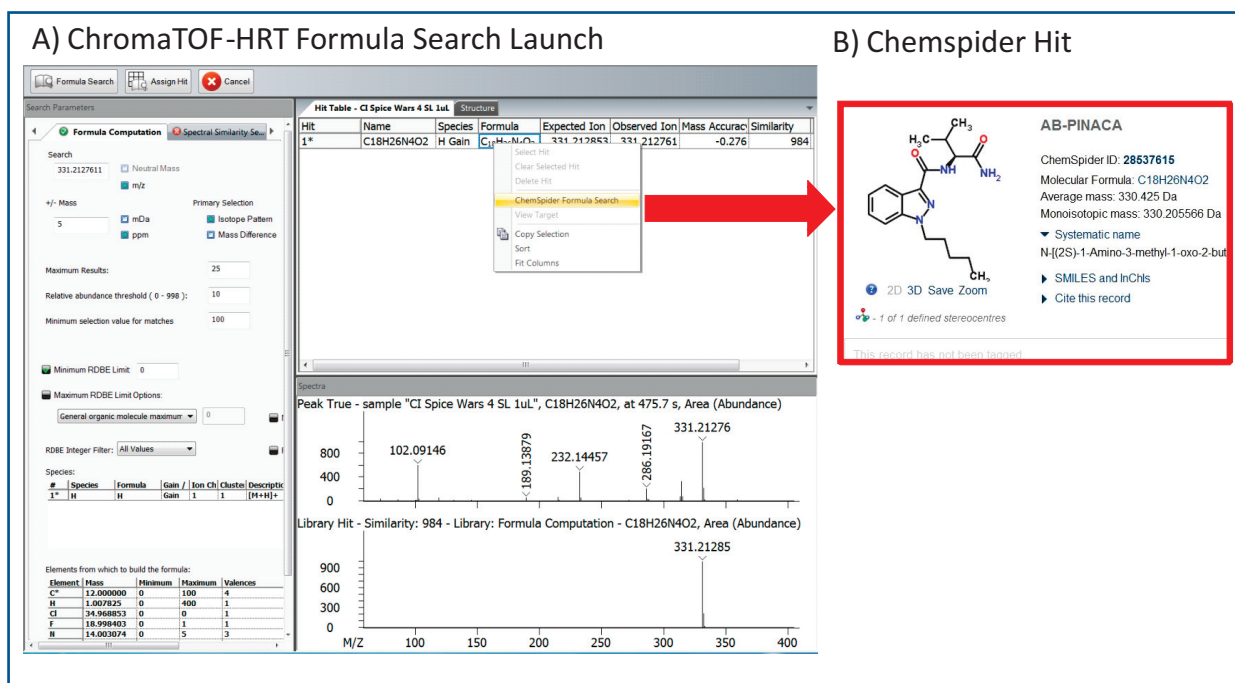 A) ChromaTOF-HRT Formula Search Launch
B) Chemspider Hit
Formula Search
Assign Hit
Cancel
Search Parameters
Formula Computation
Spectral Similarity Se...
Search
331.2127611
Neutral Mass
m/z
+/- Mass
Primary Selection
5
mDa
ppm
Isotope Pattern
Mass Difference
Maximum Results:
25
Relative abundance threshold ( 0 - 998 ):
10
Minimum selection value for matches
100
Minimum RDBE Limit
0
Maximum RDBE Limit Options:
General organic molecule maximum
0
RDBE Integer Filter:
All Values
Species:
# Species Formula Gain / Ion Ch Cluste Descriptic
1* H H Gain 1 1 [M+H]+
Elements from which to build the formula:
Element Mass Minimum Maximum Valences
C* 12.000000 0 100 4
H 1.007825 0 400 1
Cl 34.968853 0 0 1
F 18.998403 0 1 1
N 14.003074 0 5 3
Hit Table - CI Spice Wars 4 SL 1uL
Structure
Hit Name Species Formula Expected Ion Observed Ion Mass Accurac Similarity
1* C18H26N4O2 H Gain C18H26N4O2 331.212853 331.212761 -0.276 984
Select Hit
Clear Selected Hit
Delete Hit
ChemSpider Formula Search
View Target
Copy Selection
Sort
Fit Columns
Spectra
Peak True - sample "CI Spice Wars 4 SL 1uL", C18H26N4O2, at 475.7 s, Area (Abundance)
800
400
0
102.09146
189.13879
232.14457
286.19167
331.21276
Library Hit - Similarity: 984 - Library: Formula Computation - C18H26N4O2, Area (Abundance)
331.21285
900
600
300
0
M/Z 100 150 200 250 300 350 400
CH3
H3C
O
O
NH
NH2
N
N
CH3
2D 3D Save Zoom
- 1 of 1 defined stereocentres
AB-PINACA
ChemSpider ID: 28537615
Molecular Formula: C18H26N4O2
Average mass: 330.425 Da
Monoisotopic mass: 330.205566 Da
Systematic name
N-[(2S)-1-Amino-3-methyl-1-oxo-2-but
SMILES and InChIs
Cite this record
This record has not been tagged